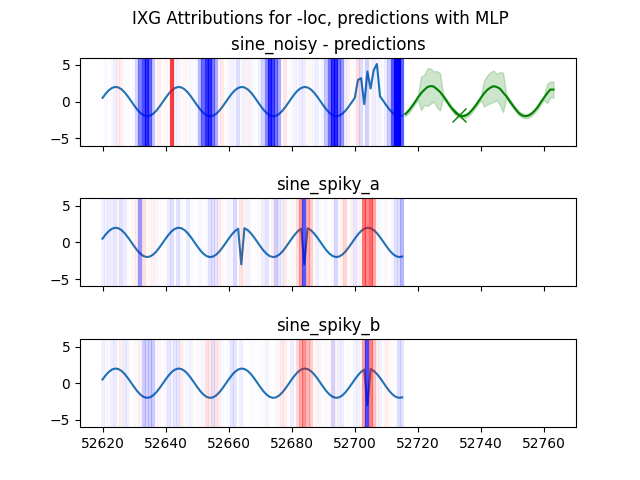 IXG Attributions for -loc, predictions with MLP
sine_noisy - predictions
5
0
−5
sine_spiky_a
5
0
−5
sine_spiky_b
5
0
−5
52620 52640 52660 52680 52700 52720 52740 52760